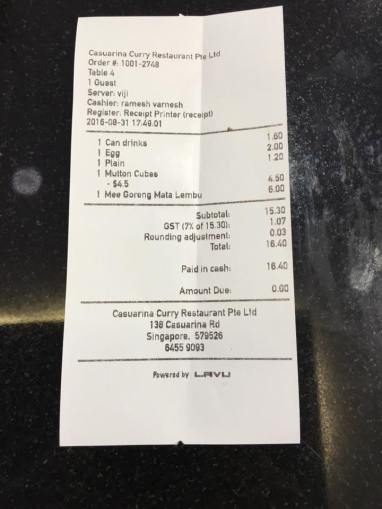 Casuarina Curry Restaurant Pte Ltd
Order #: 1001-2748
Table 4
1 Guest
Server: viji
Cashier: ramesh varnesh
Register: Receipt Printer (receipt)
2016-08-31 17:49:01
1 Can drinks 1.60
1 Egg 2.00
1 Plain 1.20
1 Mutton Cubes
- $4.5 4.50
1 Mee Goreng Mata Lembu 6.00
Subtotal: 15.30
GST (7% of 15.30): 1.07
Rounding adjustment: 0.03
Total: 16.40
Paid in cash: 16.40
Amount Due: 0.00
Casuarina Curry Restaurant Pte Ltd
138 Casuarina Rd
Singapore, 579526
6455 9093
Powered by LAVU